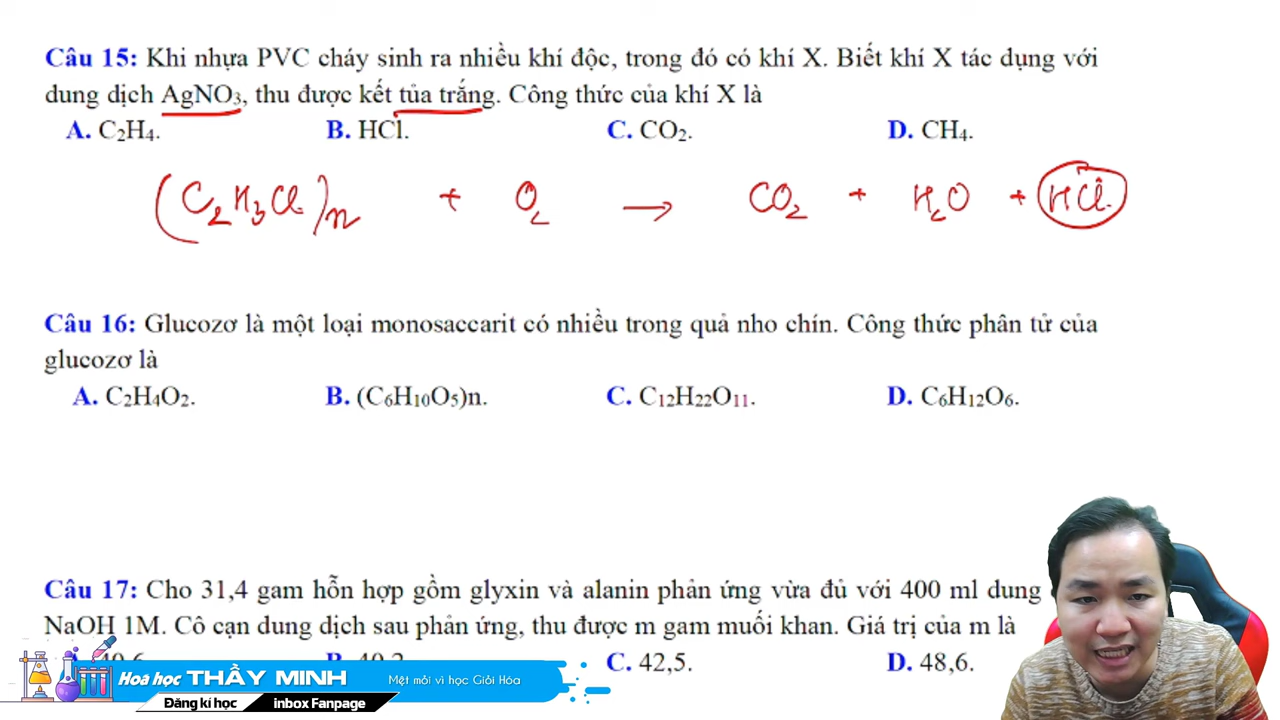 Câu 15: Khi nhựa PVC cháy sinh ra nhiều khí độc, trong đó có khí X. Biết khí X tác dụng với
dung dịch AgNO3, thu được kết tủa trắng. Công thức của khí X là
A. C2H4. B. HCl. C. CO2. D. CH4.
(C2H3Cl)n + O2 → CO2 + H2O + HCl
Câu 16: Glucozơ là một loại monosaccarit có nhiều trong quả nho chín. Công thức phân tử của
glucozơ là
A. C2H4O2. B. (C6H10O5)n. C. C12H22O11. D. C6H12O6.
Câu 17: Cho 31,4 gam hỗn hợp gồm glyxin và alanin phản ứng vừa đủ với 400 ml dung
NaOH 1M. Cô cạn dung dịch sau phản ứng, thu được m gam muối khan. Giá trị của m là
C. 42,5. D. 48,6.
Hoá học THẦY MINH Mệt mỏi vì học Giỏi Hóa
Đăng kí học inbox Fanpage